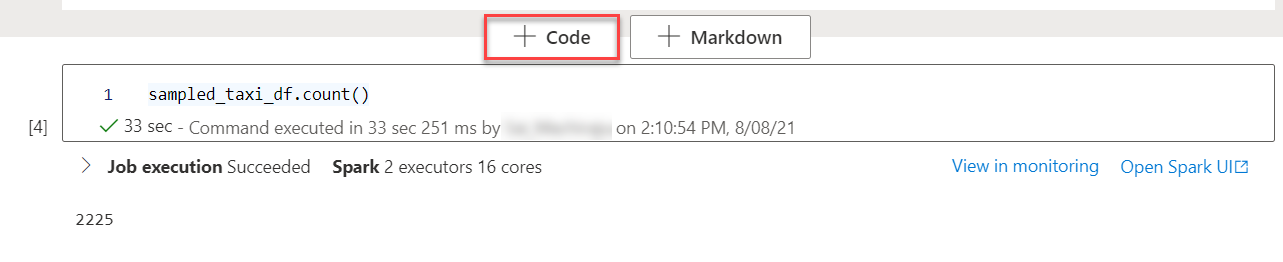 + Code + Markdown
1 sampled_taxi_df.count()
[4] 33 sec - Command executed in 33 sec 251 ms by on 2:10:54 PM, 8/08/21
Job execution Succeeded Spark 2 executors 16 cores View in monitoring Open Spark UI
2225